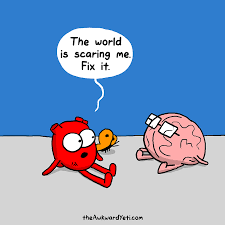 The world
is scaring me.
Fix it.
theAwkwardYeti.com